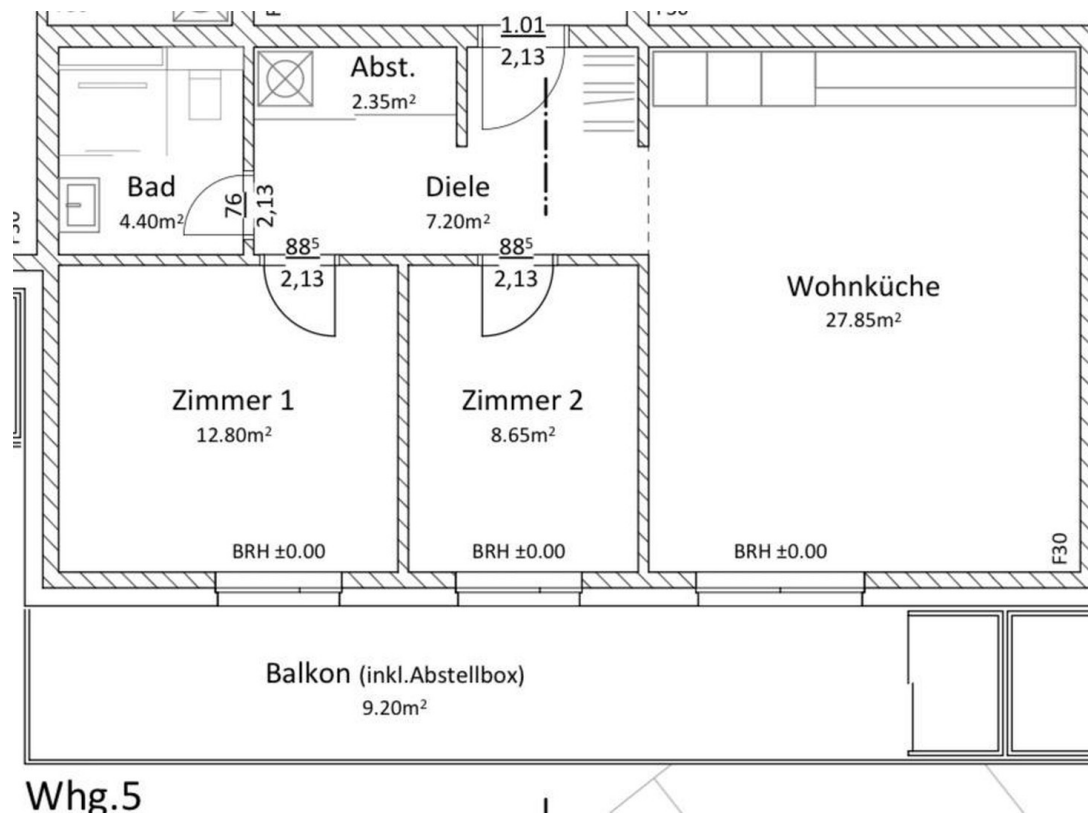 1.01
2,13
Abst.
2.35m²
Bad
4.40m²
76
2,13
Diele
7.20m²
88⁵
2,13
88⁵
2,13
Wohnküche
27.85m²
Zimmer 1
12.80m²
Zimmer 2
8.65m²
BRH ±0.00
BRH ±0.00
BRH ±0.00
F30
Balkon (inkl.Abstellbox)
9.20m²
Whg.5